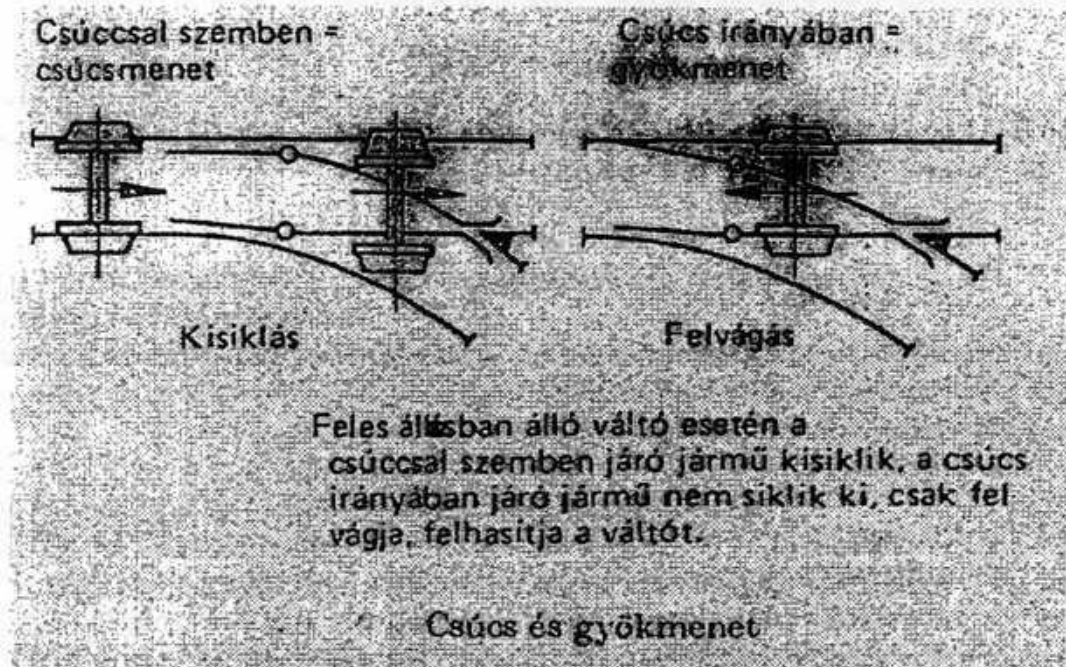 Csúccsal szemben =
csúcsmenet
Csúcs irányában =
gyökmenet
Kisiklás
Felvágás
Feles állásban álló váltó esetén a
csúccsal szemben járó jármű kisiklik, a csúcs
irányában járó jármű nem siklik ki, csak fel
vágja, felhasítja a váltót.
Csúcs és gyökmenet